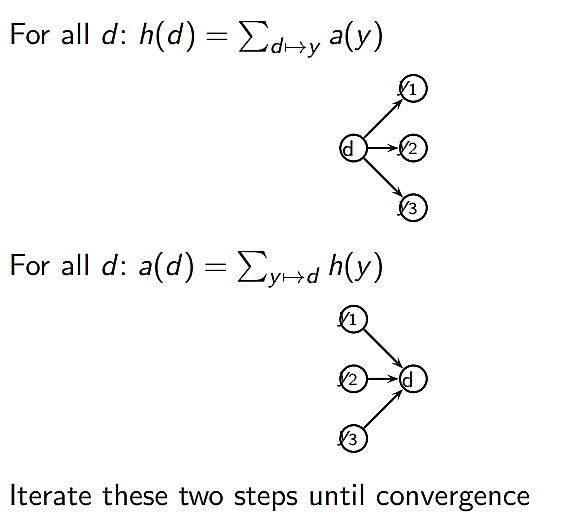 For all d: h(d) = ∑_{d↦y} a(y)
y1
d y2
y3
For all d: a(d) = ∑_{y↦d} h(y)
y1
y2 d
y3
Iterate these two steps until convergence